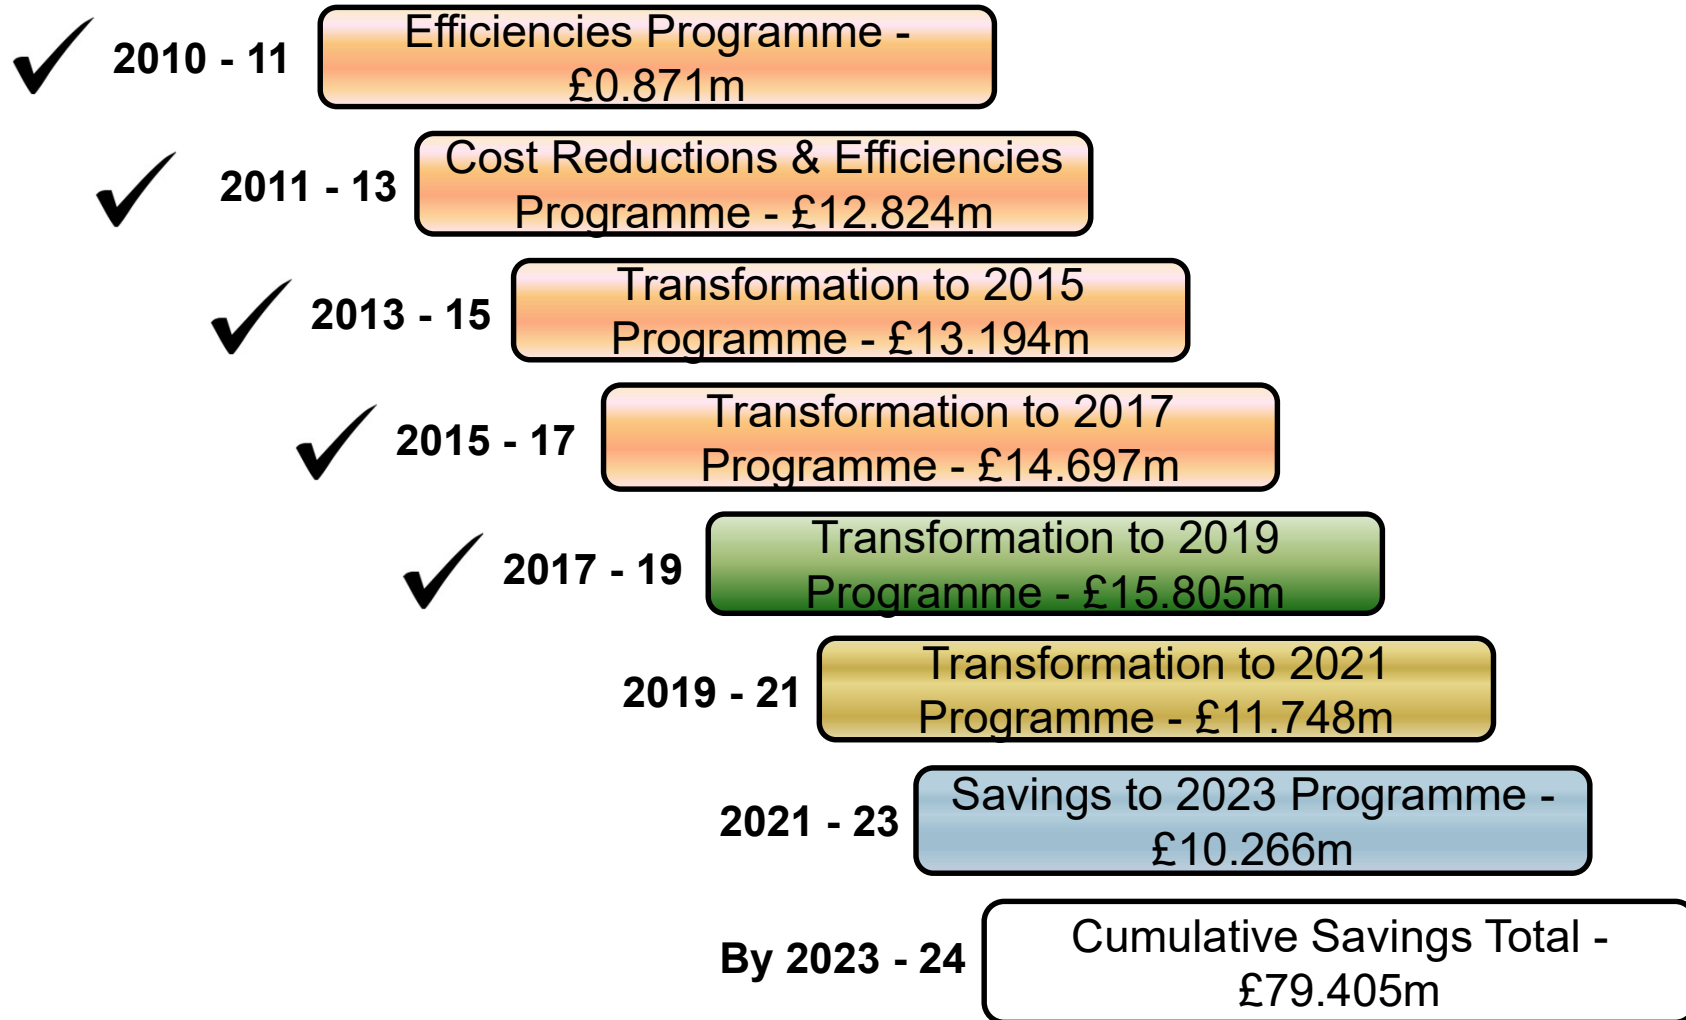 2010 - 11
Efficiencies Programme -
£0.871m
2011 - 13
Cost Reductions & Efficiencies
Programme - £12.824m
2013 - 15
Transformation to 2015
Programme - £13.194m
2015 - 17
Transformation to 2017
Programme - £14.697m
2017 - 19
Transformation to 2019
Programme - £15.805m
2019 - 21
Transformation to 2021
Programme - £11.748m
2021 - 23
Savings to 2023 Programme -
£10.266m
By 2023 - 24
Cumulative Savings Total -
£79.405m